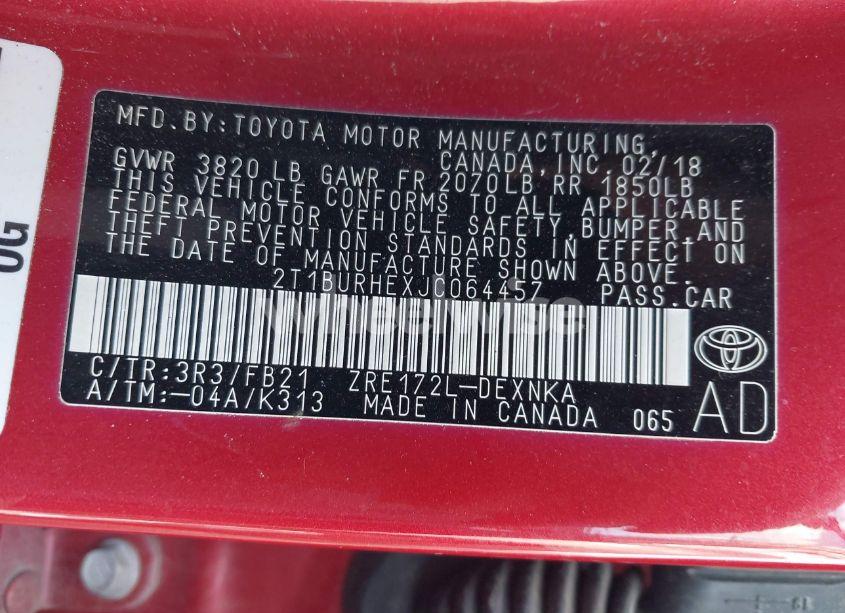 MFD.BY:TOYOTA MOTOR MANUFACTURING,
CANADA,INC. 02/18
GVWR 3820 LB GAWR FR 2070LB RR 1850LB
THIS VEHICLE CONFORMS TO ALL APPLICABLE
FEDERAL MOTOR VEHICLE SAFETY,BUMPER,AND
THEFT PREVENTION STANDARDS IN EFFECT ON
THE DATE OF MANUFACTURE SHOWN ABOVE.
2T1BURHEXJC064457 PASS.CAR
C/TR:3R3/FB21 ZRE172L-DEXNKA
A/TM:-04A/K313 MADE IN CANADA 065 AD
Wheelwise